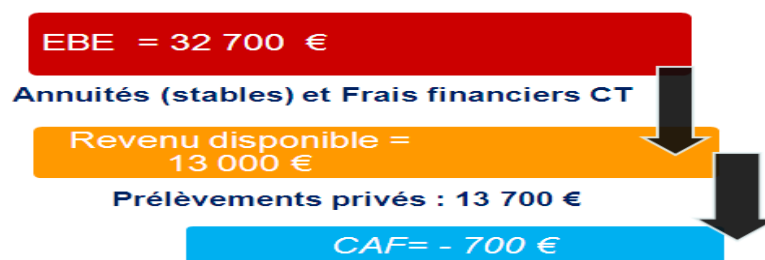 EBE = 32 700 €
Annuités (stables) et Frais financiers CT
Revenu disponible =
13 000 €
Prélèvements privés : 13 700 €
CAF= - 700 €